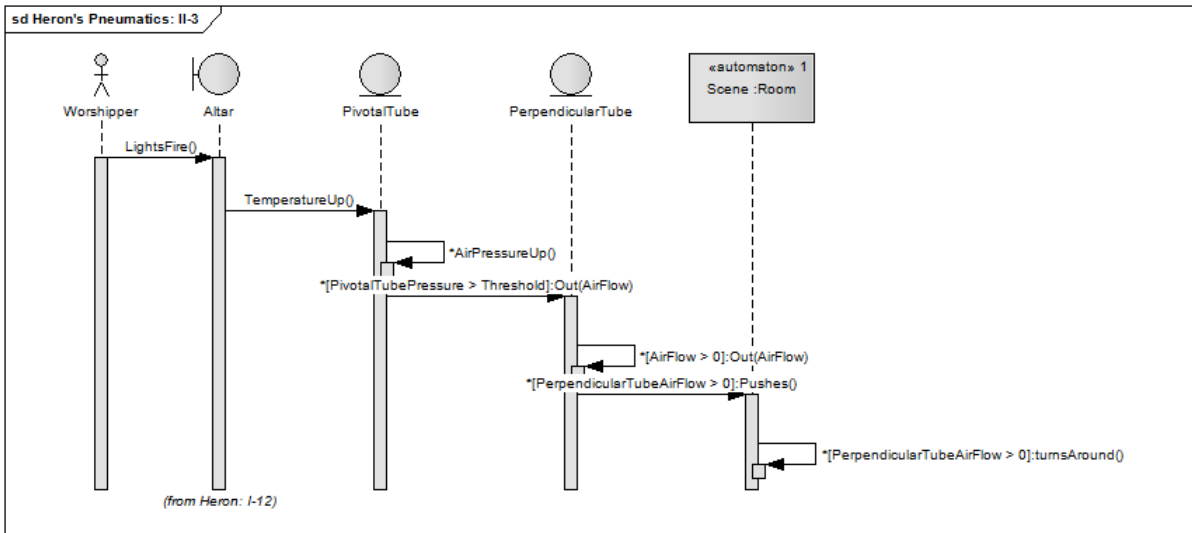 sd Heron's Pneumatics: II-3
«automaton» 1
Scene :Room
Worshipper
Altar
PivotalTube
PerpendicularTube
LightsFire()
TemperatureUp()
*AirPressureUp()
*[PivotalTubePressure > Threshold]:Out(AirFlow)
*[AirFlow > 0]:Out(AirFlow)
*[PerpendicularTubeAirFlow > 0]:Pushes()
*[PerpendicularTubeAirFlow > 0]:turnsAround()
(from Heron: I-12)